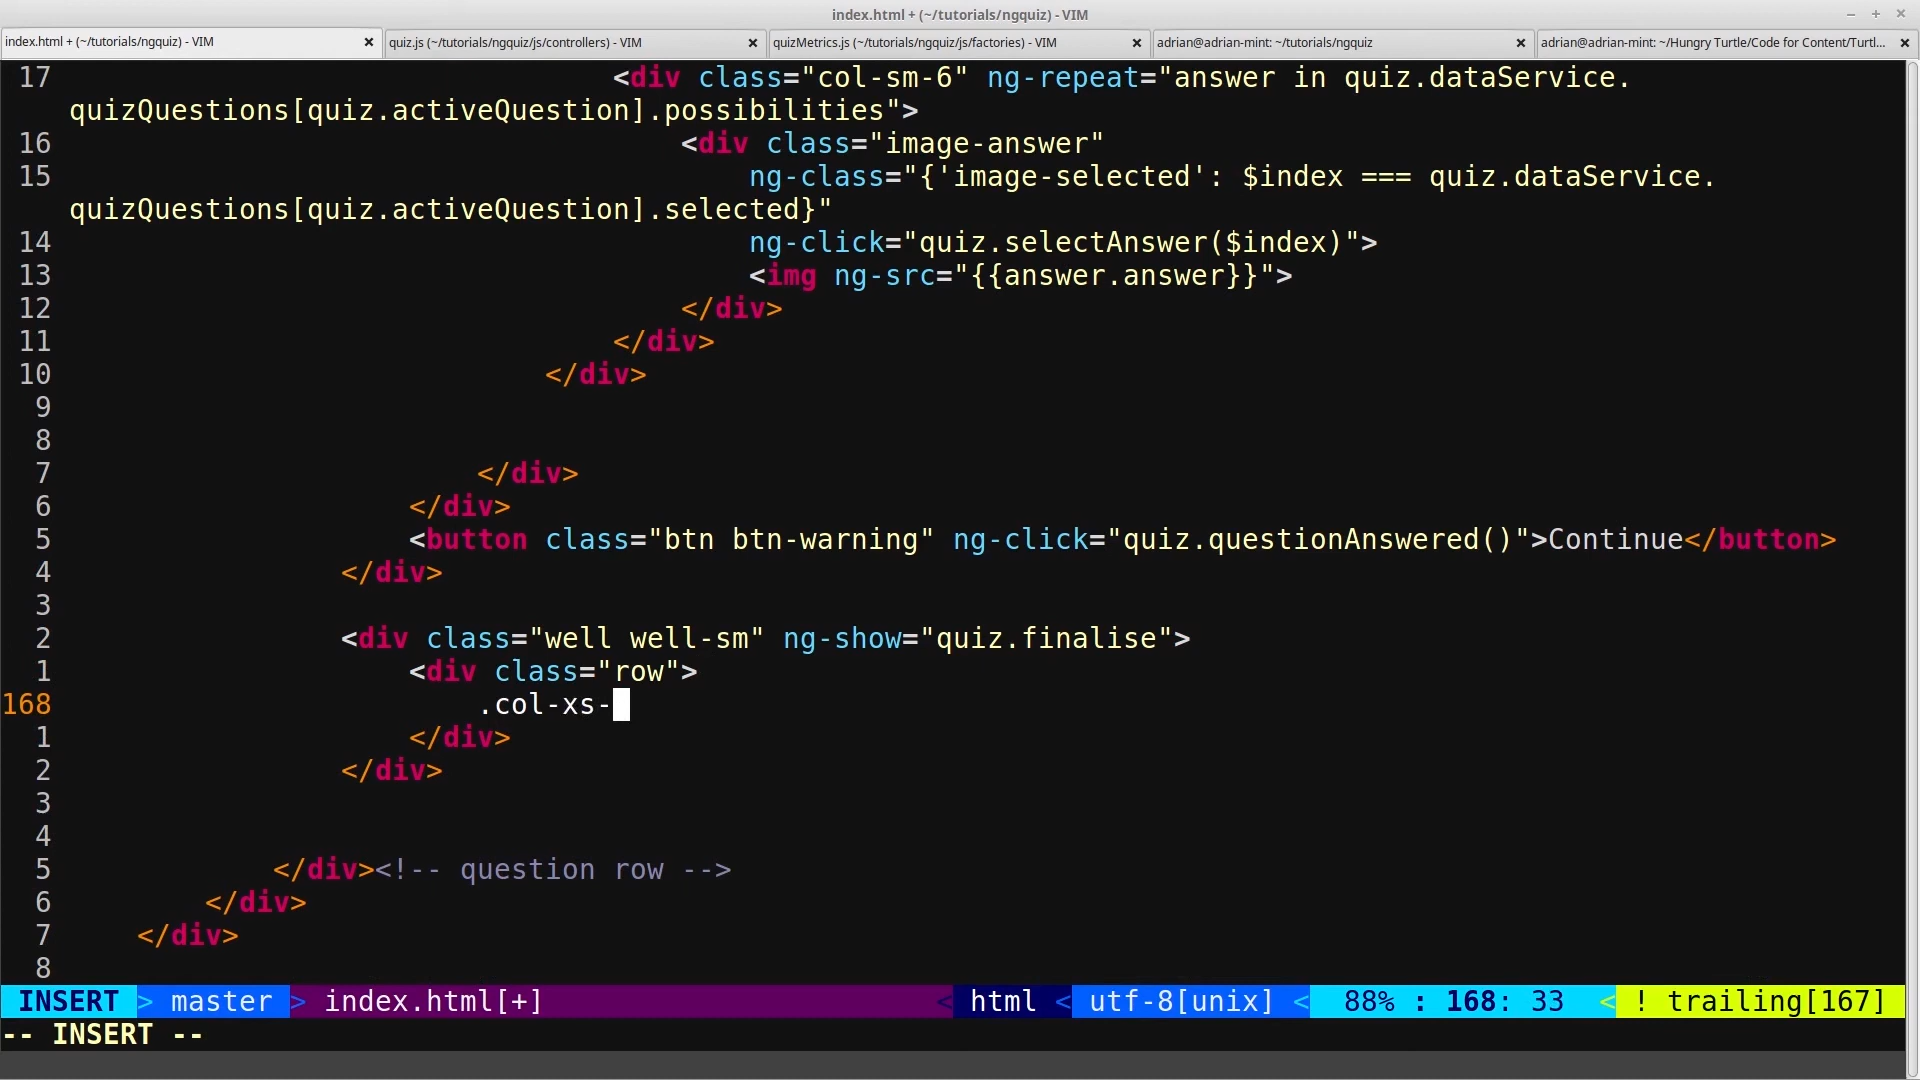 index.html + (~/tutorials/ngquiz) - VIM
index.html + (~/tutorials/ngquiz) - VIM
quiz.js (~/tutorials/ngquiz/js/controllers) - VIM
quizMetrics.js (~/tutorials/ngquiz/js/factories) - VIM
adrian@adrian-mint: ~/tutorials/ngquiz
adrian@adrian-mint: ~/Hungry Turtle/Code for Content/Turtl...
17 <div class="col-sm-6" ng-repeat="answer in quiz.dataService.
quizQuestions[quiz.activeQuestion].possibilities">
16 <div class="image-answer"
15 ng-class="{'image-selected': $index === quiz.dataService.
quizQuestions[quiz.activeQuestion].selected}"
14 ng-click="quiz.selectAnswer($index)">
13 <img ng-src="{{answer.answer}}">
12 </div>
11 </div>
10 </div>
9
8
7 </div>
6 </div>
5 <button class="btn btn-warning" ng-click="quiz.questionAnswered()">Continue</button>
4 </div>
3
2 <div class="well well-sm" ng-show="quiz.finalise">
1 <div class="row">
168 .col-xs-
1 </div>
2 </div>
3
4
5 </div><!-- question row -->
6 </div>
7 </div>
8
INSERT > master > index.html[+] < html < utf-8[unix] < 88% : 168: 33 < ! trailing[167]
-- INSERT --